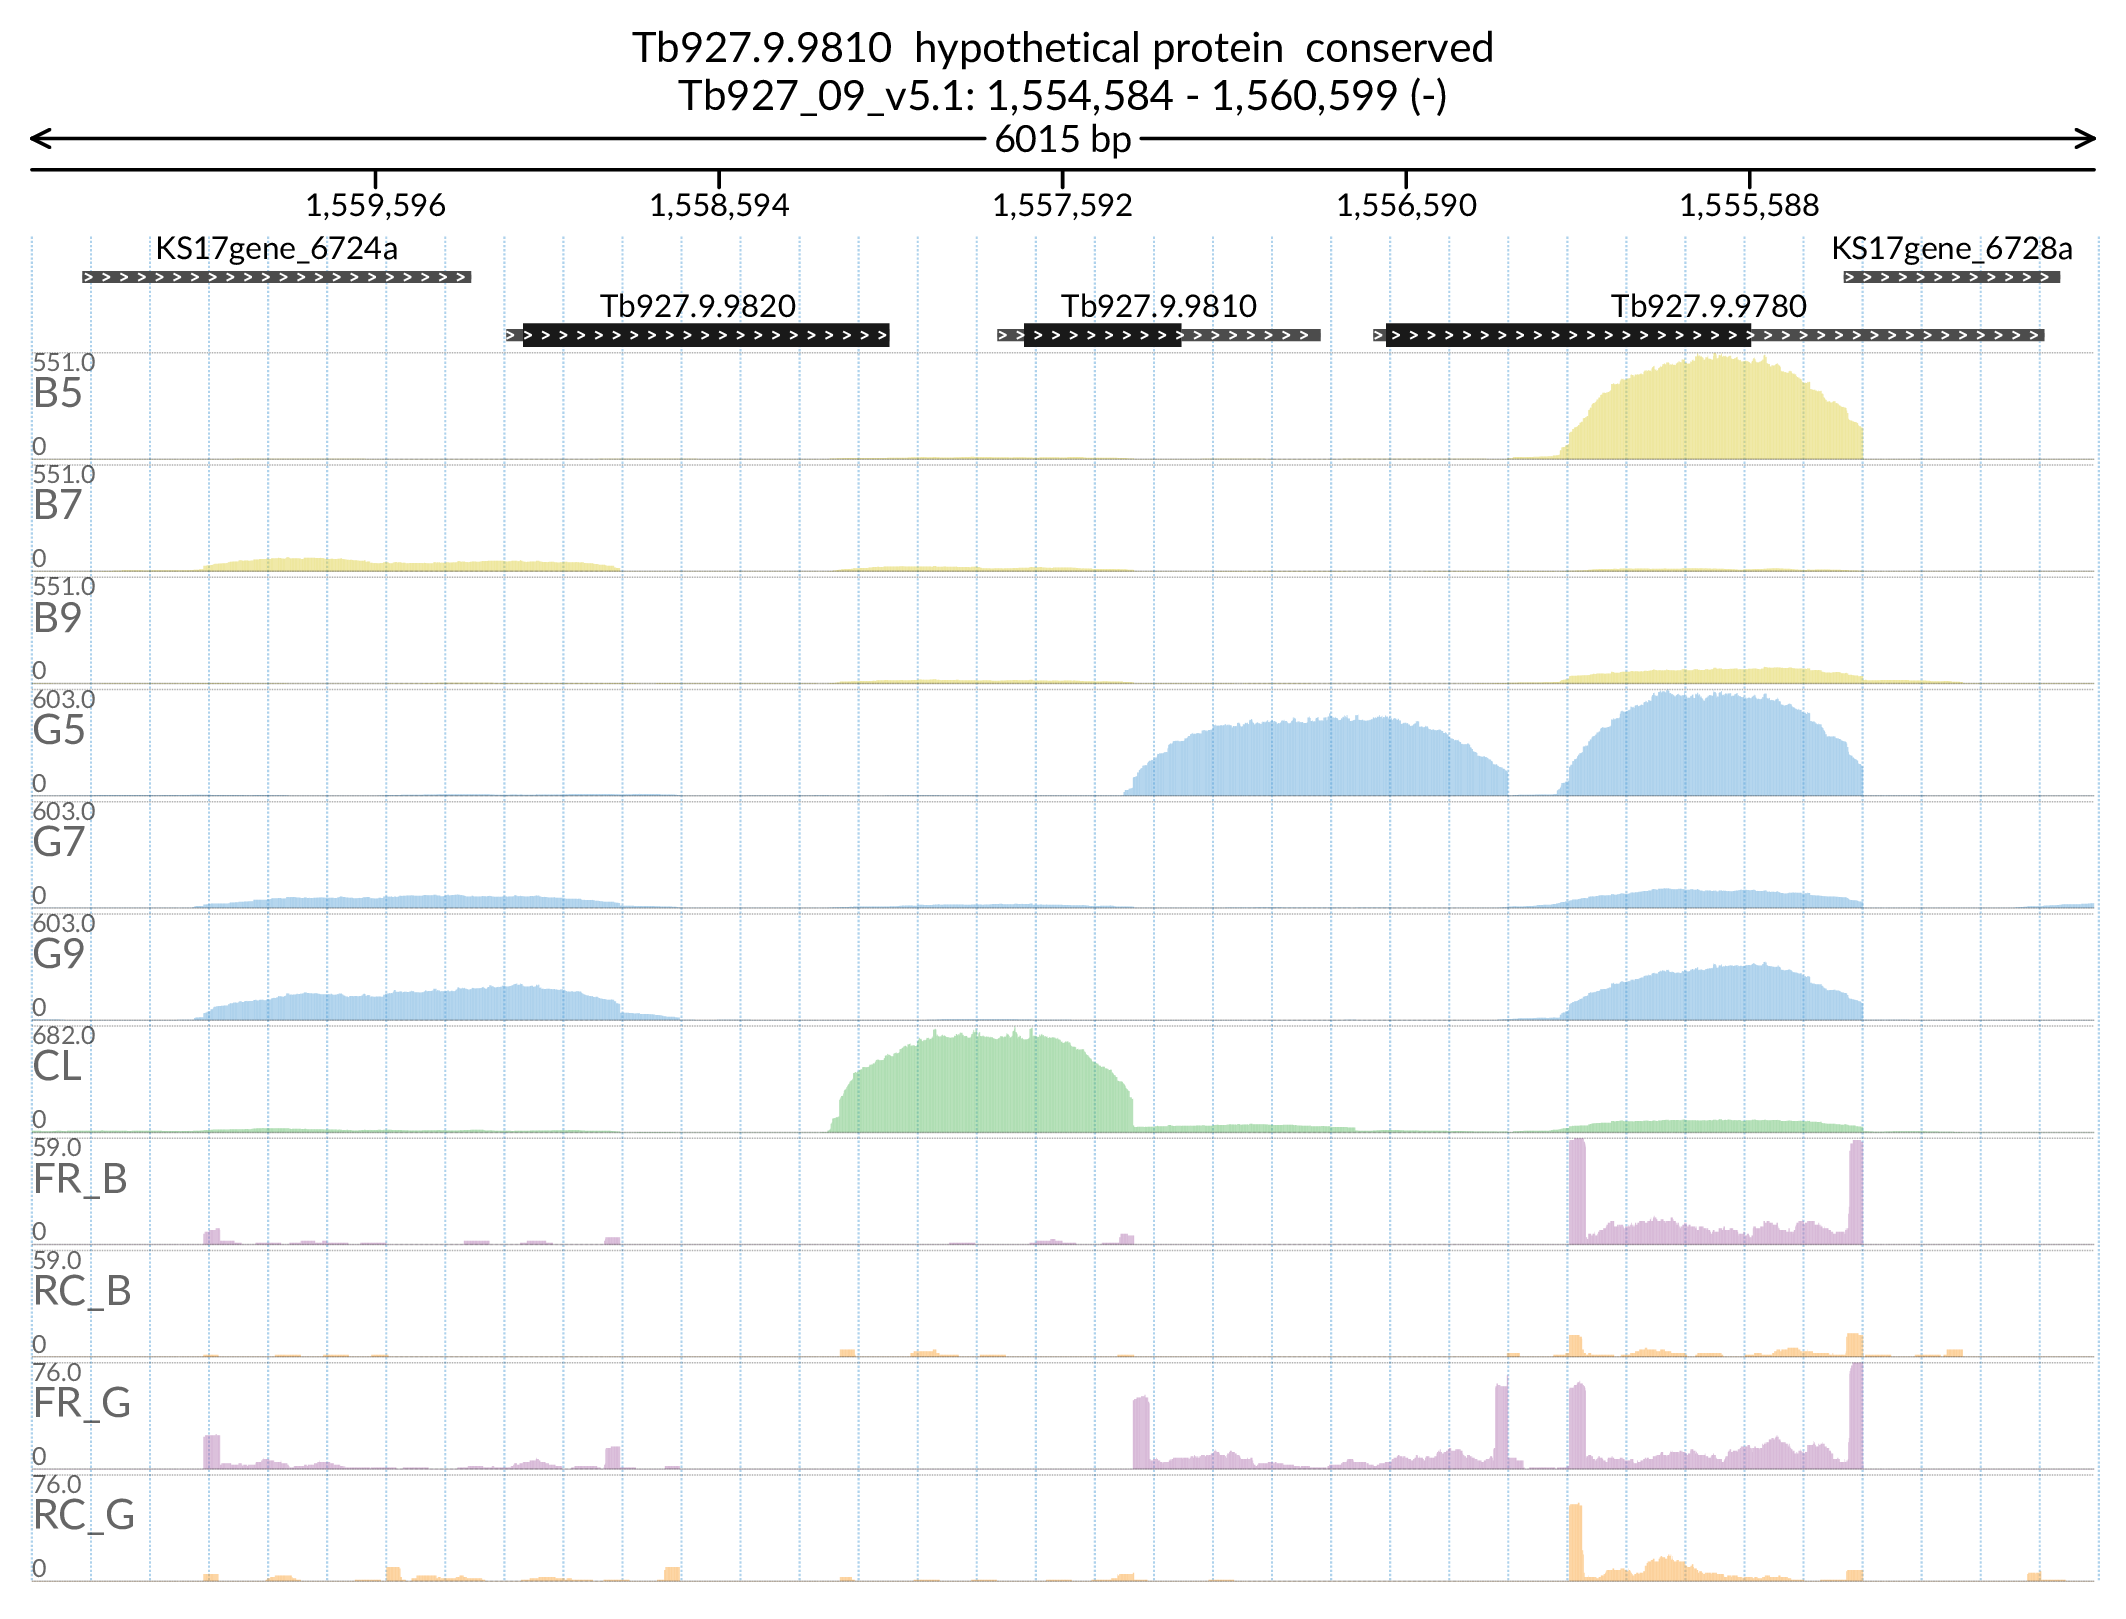 Tb927.9.9810  hypothetical protein  conserved
Tb927_09_v5.1: 1,554,584 - 1,560,599 (-)
6015 bp
1,559,596 1,558,594 1,557,592 1,556,590 1,555,588
KS17gene_6724a KS17gene_6728a
Tb927.9.9820 Tb927.9.9810 Tb927.9.9780
551.0
B5
0
551.0
B7
0
551.0
B9
0
603.0
G5
0
603.0
G7
0
603.0
G9
0
682.0
CL
0
59.0
FR_B
0
59.0
RC_B
0
76.0
FR_G
0
76.0
RC_G
0